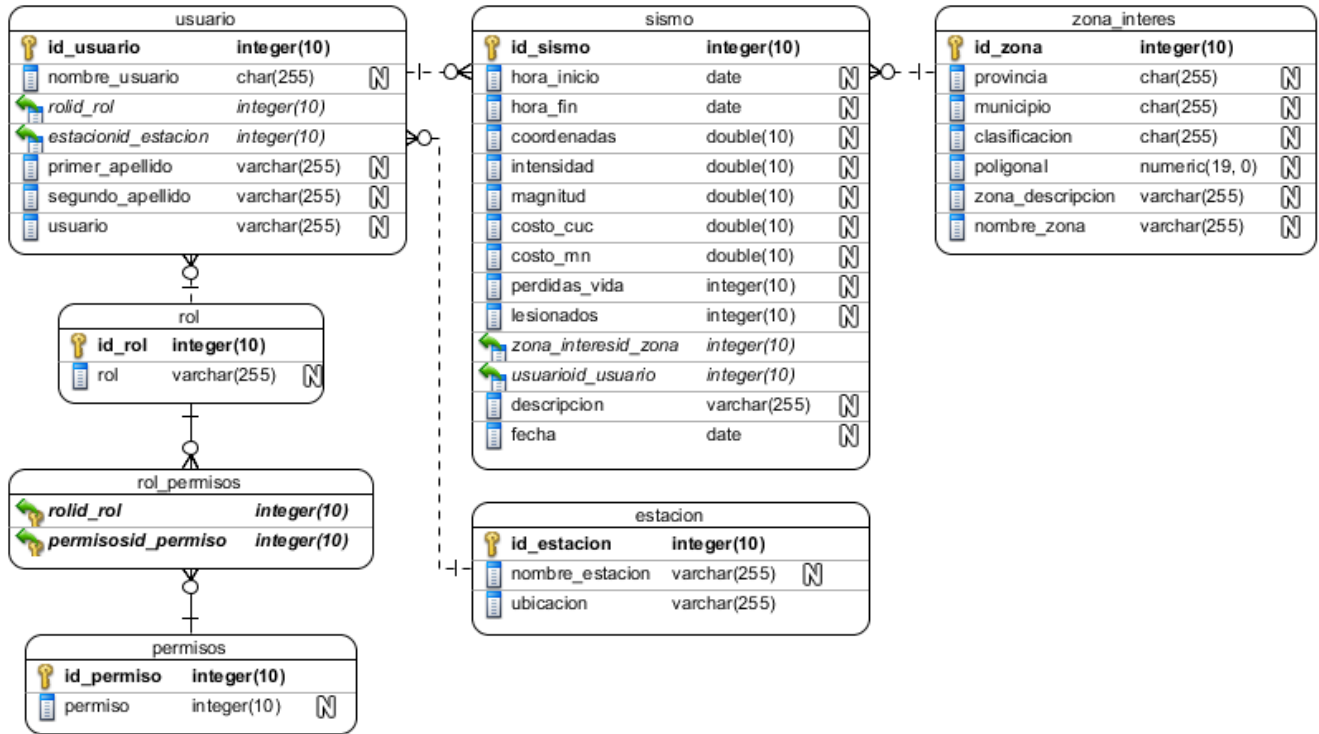 usuario
id_usuario integer(10)
nombre_usuario char(255) N
rolid_rol integer(10)
estacionid_estacion integer(10)
primer_apellido varchar(255) N
segundo_apellido varchar(255) N
usuario varchar(255) N
sismo
id_sismo integer(10)
hora_inicio date N
hora_fin date N
coordenadas double(10) N
intensidad double(10) N
magnitud double(10) N
costo_cuc double(10) N
costo_mn double(10) N
perdidas_vida integer(10) N
lesionados integer(10) N
zona_interesid_zona integer(10)
usuarioid_usuario integer(10)
descripcion varchar(255) N
fecha date N
zona_interes
id_zona integer(10)
provincia char(255) N
municipio char(255) N
clasificacion char(255) N
poligonal numeric(19, 0) N
zona_descripcion varchar(255) N
nombre_zona varchar(255) N
rol
id_rol integer(10)
rol varchar(255) N
rol_permisos
rolid_rol integer(10)
permisosid_permiso integer(10)
estacion
id_estacion integer(10)
nombre_estacion varchar(255) N
ubicacion varchar(255)
permisos
id_permiso integer(10)
permiso integer(10) N